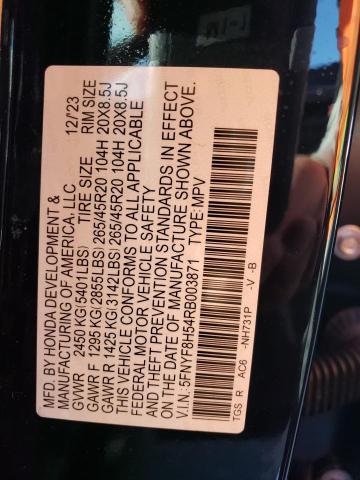 MFD. BY HONDA DEVELOPMENT &
MANUFACTURING OF AMERICA, LLC 12/'23
GVWR 2450 KG(5401LBS) TIRE SIZE RIM SIZE
GAWR F 1295 KG(2855LBS) 265/45R20 104H 20X8.5J
GAWR R 1425 KG(3142LBS) 265/45R20 104H 20X8.5J
THIS VEHICLE CONFORMS TO ALL APPLICABLE
FEDERAL MOTOR VEHICLE SAFETY
AND THEFT PREVENTION STANDARDS IN EFFECT
ON THE DATE OF MANUFACTURE SHOWN ABOVE.
V.I.N.: 5FNYF8H54RB003871 TYPE:MPV
TGS R AC6 -NH731P -V -B